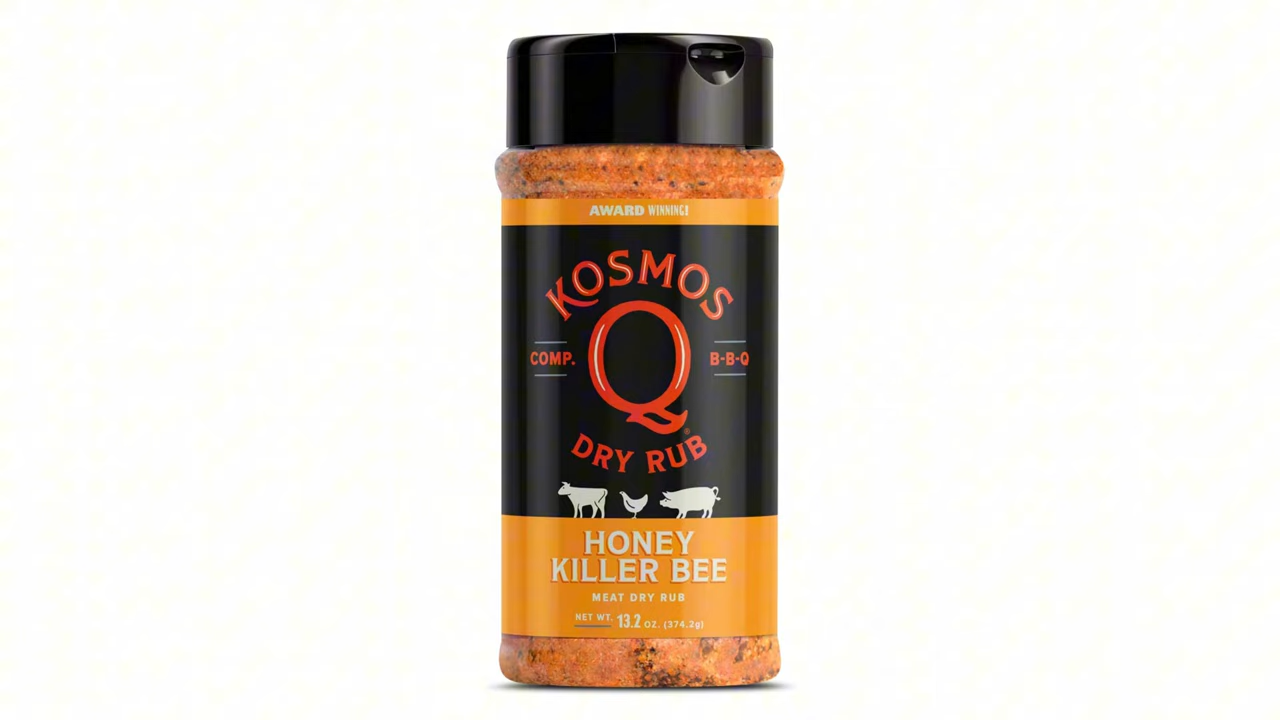 AWARD WINNING!
KOSMOS
Q
COMP.
B-B-Q
DRY RUB
HONEY
KILLER BEE
MEAT DRY RUB
NET WT. 13.2 OZ. (374.2g)